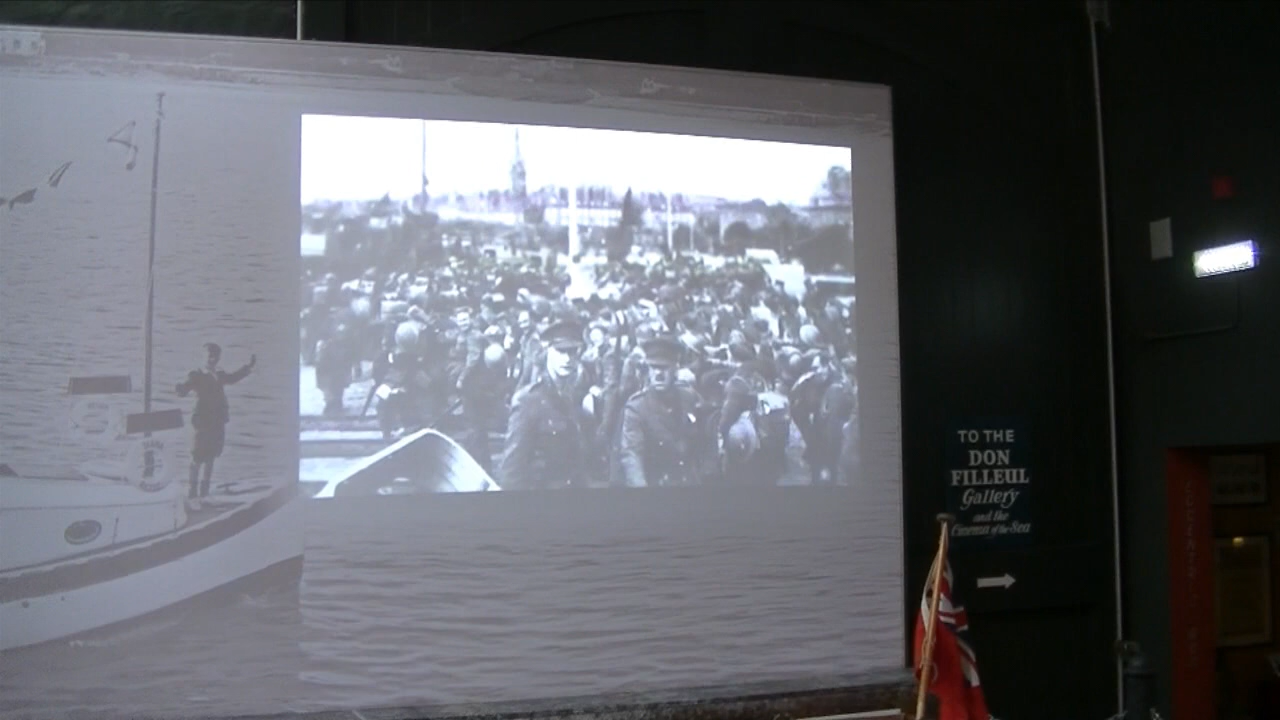 TO THE
DON
FILLEUL
Gallery
and the
Cinema of the Sea